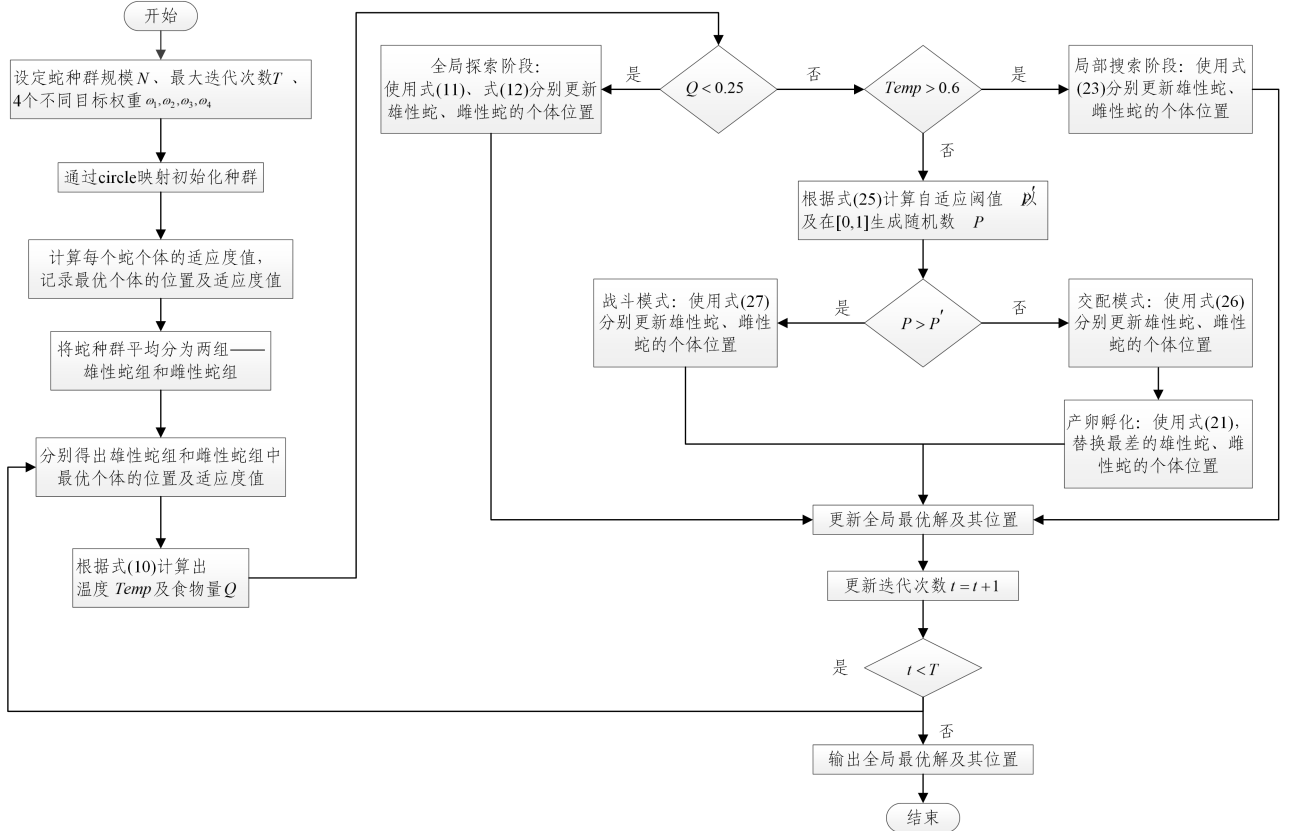 开始
设定蛇种群规模N、最大迭代次数T 、
4个不同目标权重ω₁,ω₂,ω₃,ω₄
通过circle映射初始化种群
计算每个蛇个体的适应度值，
记录最优个体的位置及适应度值
将蛇种群平均分为两组——
雄性蛇组和雌性蛇组
分别得出雄性蛇组和雌性蛇组中
最优个体的位置及适应度值
根据式(10)计算出
温度 Temp及食物量Q
Q<0.25
是
否
全局探索阶段：
使用式(11)、式(12)分别更新
雄性蛇、雌性蛇的个体位置
Temp>0.6
是
否
局部搜索阶段：使用式
(23)分别更新雄性蛇、
雌性蛇的个体位置
根据式(25)计算自适应阈值 p′以
及在[0,1]生成随机数 P
P>P′
是
否
战斗模式：使用式(27)
分别更新雄性蛇、雌性
蛇的个体位置
交配模式：使用式(26)
分别更新雄性蛇、雌性
蛇的个体位置
产卵孵化：使用式(21)，
替换最差的雄性蛇、雌
性蛇的个体位置
更新全局最优解及其位置
更新迭代次数t=t+1
t<T
是
否
输出全局最优解及其位置
结束